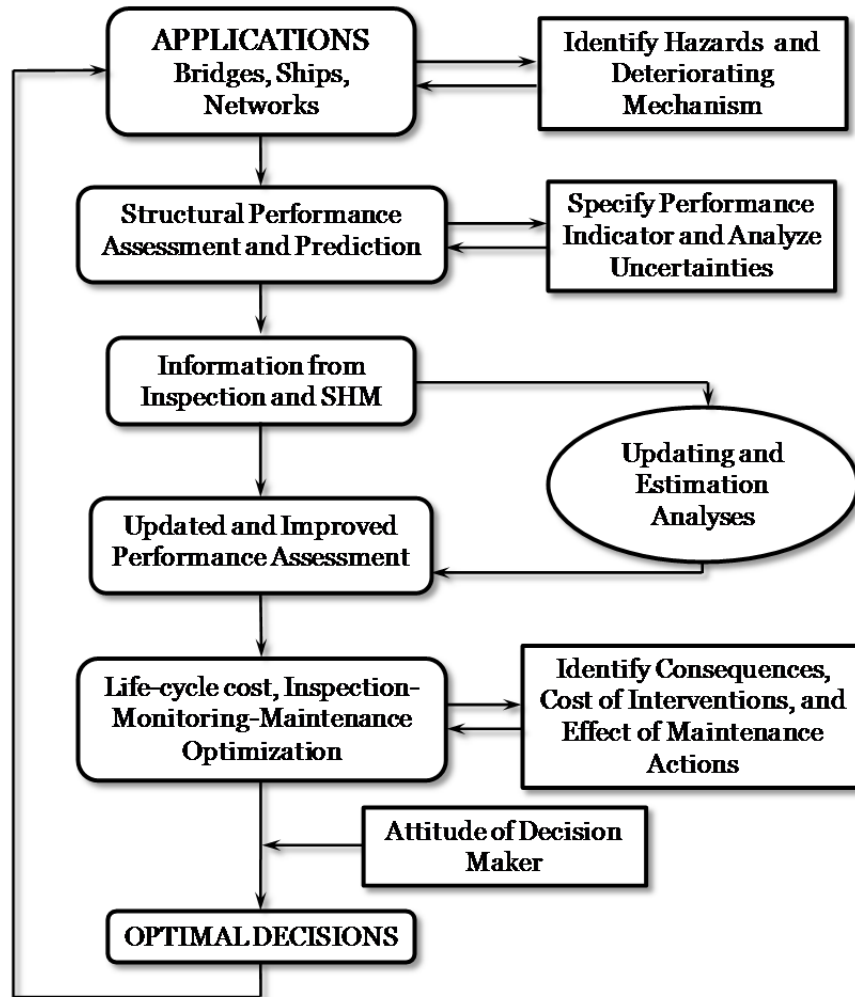 APPLICATIONS
Bridges, Ships,
Networks
Identify Hazards and
Deteriorating
Mechanism
Structural Performance
Assessment and Prediction
Specify Performance
Indicator and Analyze
Uncertainties
Information from
Inspection and SHM
Updating and
Estimation
Analyses
Updated and Improved
Performance Assessment
Life-cycle cost, Inspection-
Monitoring-Maintenance
Optimization
Identify Consequences,
Cost of Interventions, and
Effect of Maintenance
Actions
Attitude of Decision
Maker
OPTIMAL DECISIONS